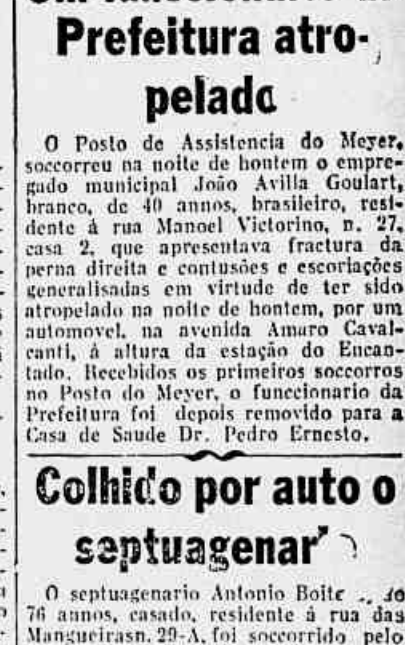 Prefeitura atro-
pelado
O Posto de Assistencia do Meyer,
soccorreu na noite de hontem o empre-
gado municipal João Avilla Goulart,
branco, de 40 annos, brasileiro, resi-
dente á rua Manoel Victorino, n. 27,
casa 2, que apresentava fractura da
perna direita e contusões e escoriações
generalisadas em virtude de ter sido
atropelado na noite de hontem, por um
automovel, na avenida Amaro Caval-
canti, á altura da estação do Encan-
tado. Recebidos os primeiros soccorros
no Posto do Meyer, o funccionario da
Prefeitura foi depois removido para a
Casa de Saude Dr. Pedro Ernesto.
Colhido por auto o
O septuagenario Antonio
76 annos, casado, residente á rua das
Mangueirasn. 29-A, foi soccorrido pelo